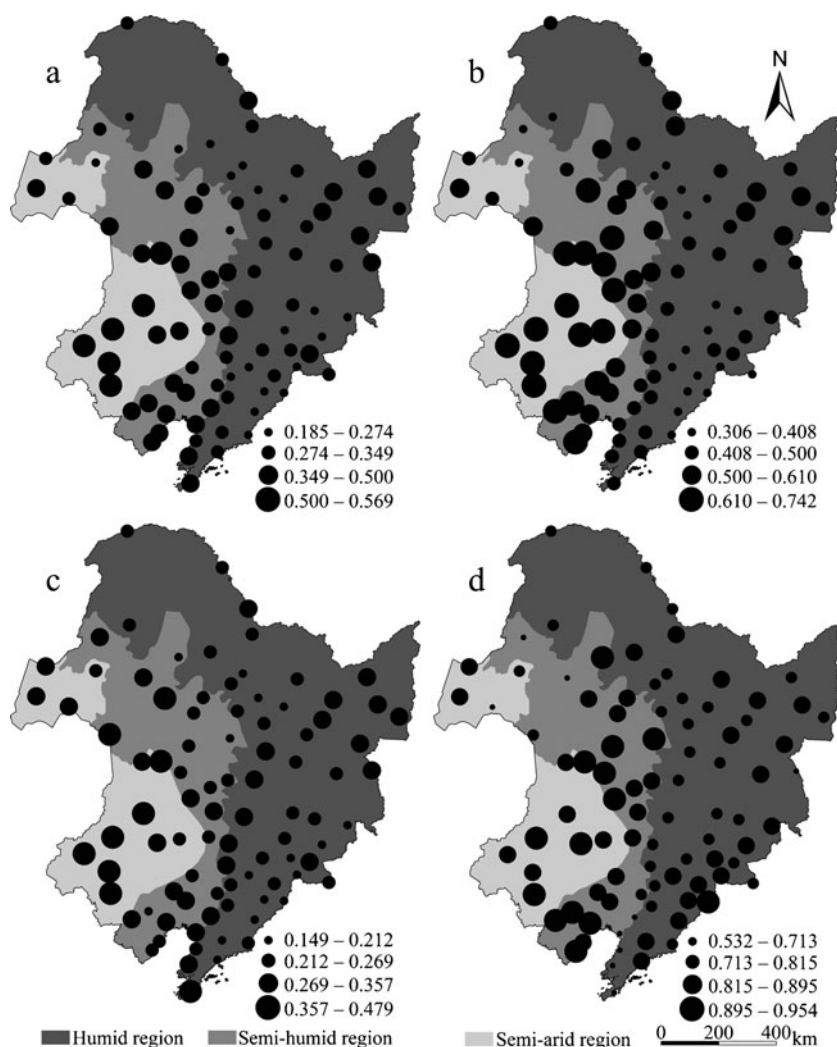 a
b
N
0.185 – 0.274
0.274 – 0.349
0.349 – 0.500
0.500 – 0.569
0.306 – 0.408
0.408 – 0.500
0.500 – 0.610
0.610 – 0.742
c
d
0.149 – 0.212
0.212 – 0.269
0.269 – 0.357
0.357 – 0.479
0.532 – 0.713
0.713 – 0.815
0.815 – 0.895
0.895 – 0.954
Humid region Semi-humid region Semi-arid region 0 200 400 km